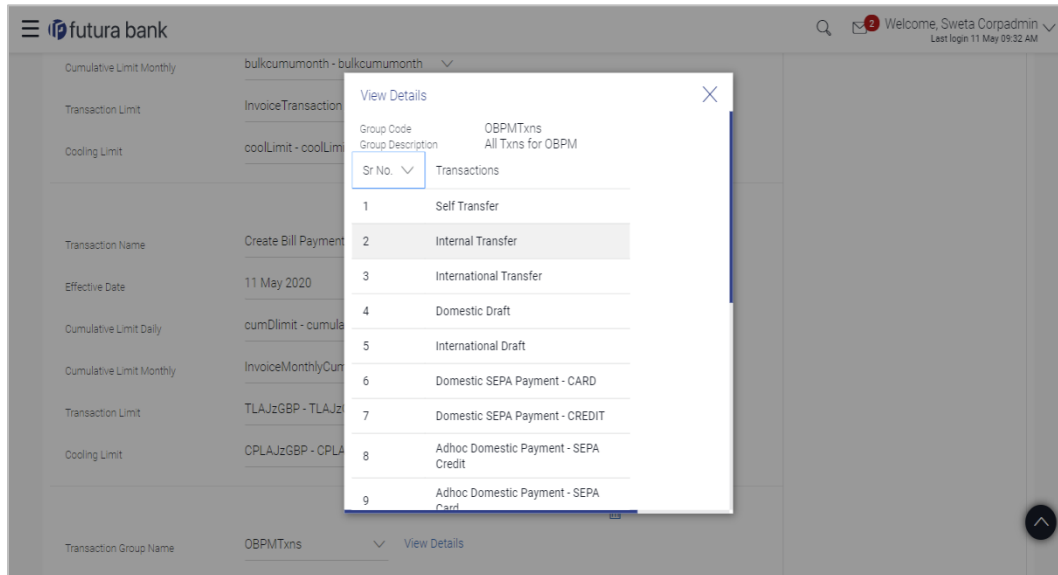 futura bank
2
Welcome, Sweta Corpadmin
Last login 11 May 09:32 AM
Cumulative Limit Monthly bulkcumumonth - bulkcumumonth
Transaction Limit InvoiceTransaction
Cooling Limit coolLimit - coolLimi
View Details
Group Code OBPMTxns
Group Description All Txns for OBPM
Sr No. Transactions
1 Self Transfer
2 Internal Transfer
3 International Transfer
4 Domestic Draft
5 International Draft
6 Domestic SEPA Payment - CARD
7 Domestic SEPA Payment - CREDIT
8 Adhoc Domestic Payment - SEPA
Credit
9 Adhoc Domestic Payment - SEPA
Card
Transaction Name Create Bill Payment
Effective Date 11 May 2020
Cumulative Limit Daily cumDlimit - cumula
Cumulative Limit Monthly InvoiceMonthlyCum
Transaction Limit TLAJzGBP - TLAJz
Cooling Limit CPLAJzGBP - CPLA
Transaction Group Name OBPMTxns View Details